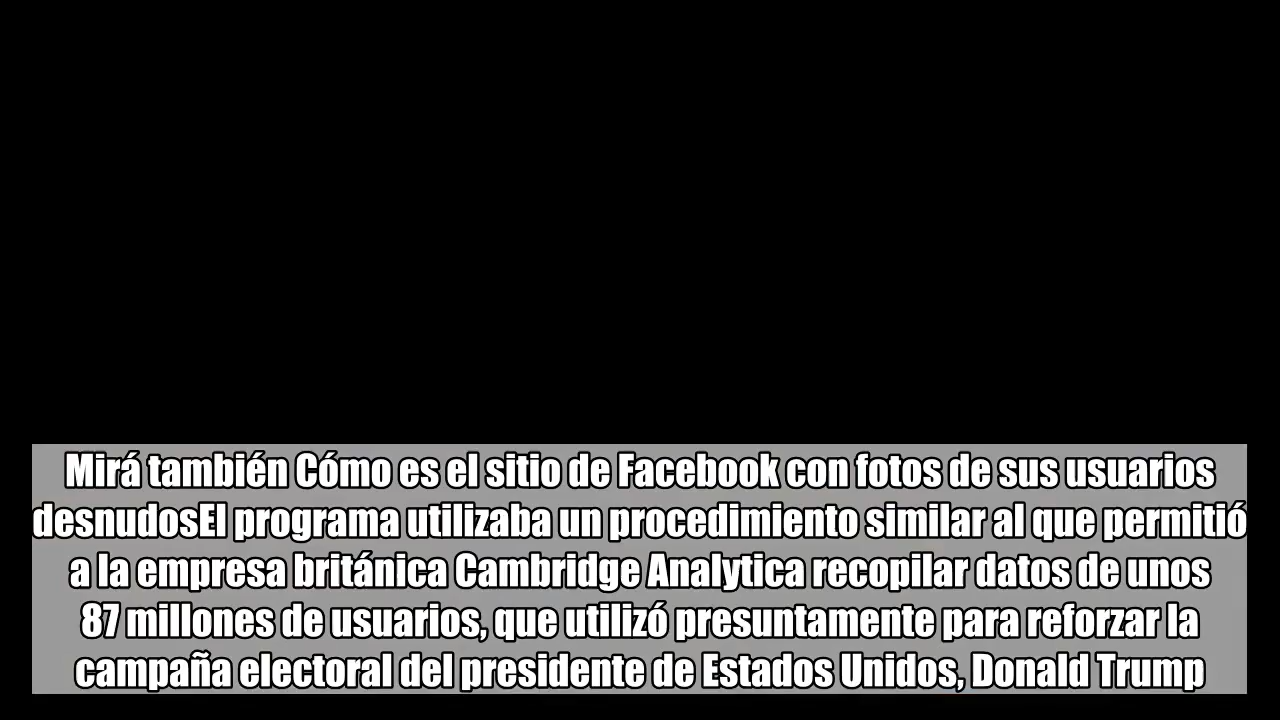 Mirá también Cómo es el sitio de Facebook con fotos de sus usuarios
desnudosEl programa utilizaba un procedimiento similar al que permitió
a la empresa británica Cambridge Analytica recopilar datos de unos
87 millones de usuarios, que utilizó presuntamente para reforzar la
campaña electoral del presidente de Estados Unidos, Donald Trump